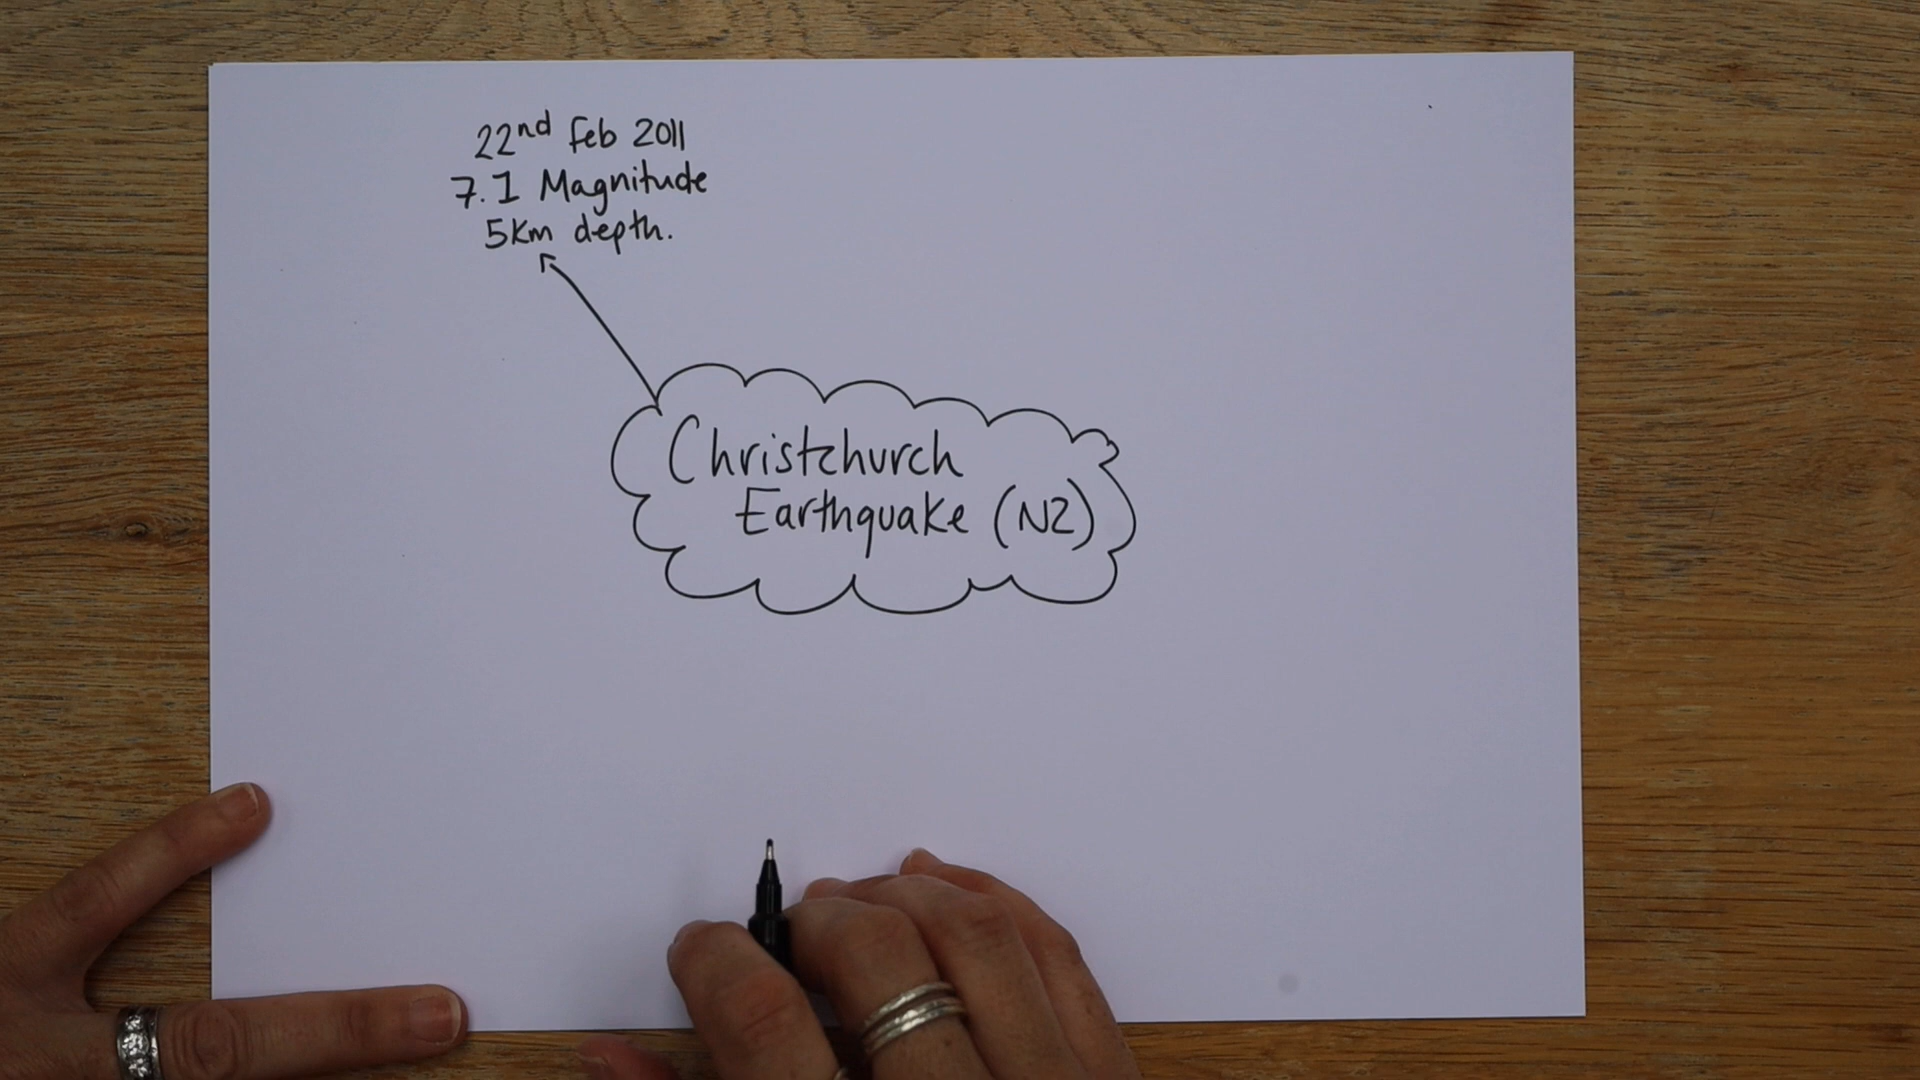 22nd Feb 2011
7.1 Magnitude
5km depth.
Christchurch
Earthquake (NZ)